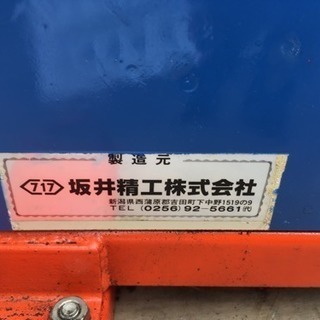 製造元
717 坂井精工株式会社
新潟県西蒲原郡吉田町下中野1519の9
TEL (0256) 92-5661(代)